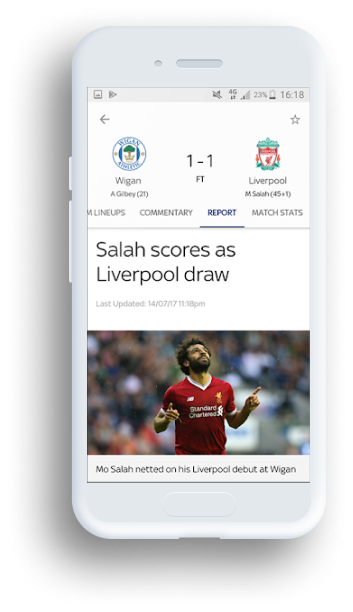 4G 23% 16:18
WIGAN
ATHLETIC
1-1
FT
Wigan
Liverpool
A Gilbey (21)
M Salah (45+1)
M LINEUPS COMMENTARY REPORT MATCH STATS
Salah scores as
Liverpool draw
Last Updated: 14/07/17 11:18pm
Standard
Chartered
Mo Salah netted on his Liverpool debut at Wigan